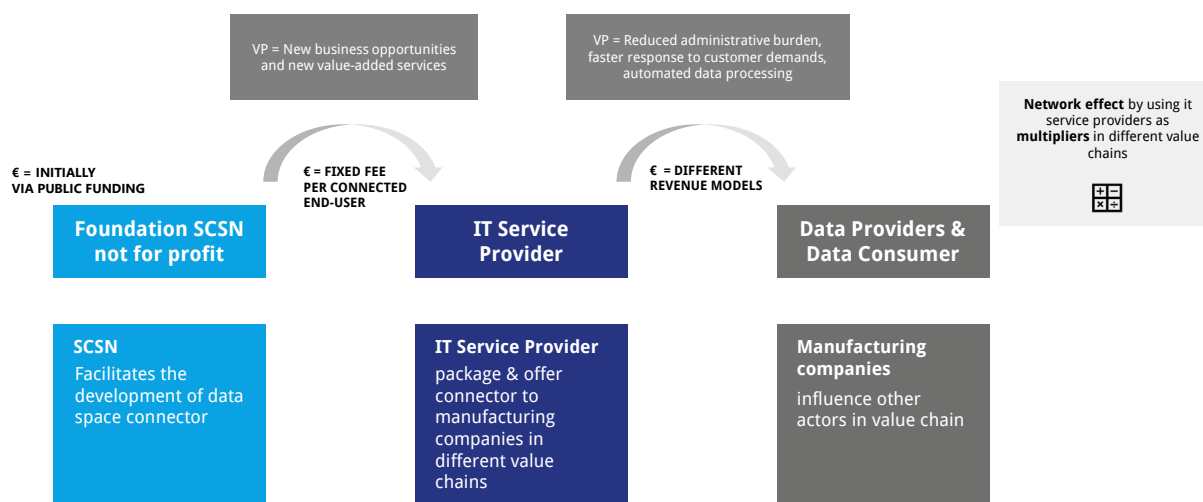 VP = New business opportunities
and new value-added services
VP = Reduced administrative burden,
faster response to customer demands,
automated data processing
Network effect by using it
service providers as
multipliers in different value
chains
€ = INITIALLY
VIA PUBLIC FUNDING
€ = FIXED FEE
PER CONNECTED
END-USER
€ = DIFFERENT
REVENUE MODELS
Foundation SCSN
not for profit
IT Service
Provider
Data Providers &
Data Consumer
SCSN
Facilitates the
development of data
space connector
IT Service Provider
package & offer
connector to
manufacturing
companies in
different value
chains
Manufacturing
companies
influence other
actors in value chain